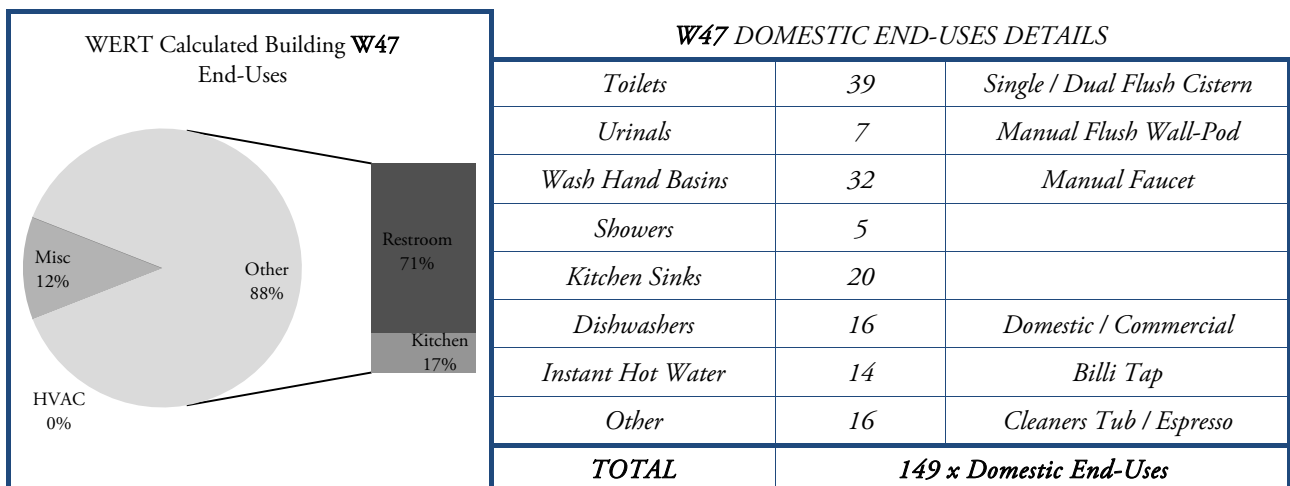 WERT Calculated Building W47
End-Uses
Misc
12%
Other
88%
Restroom
71%
Kitchen
17%
HVAC
0%
W47 DOMESTIC END-USES DETAILS
Toilets 39 Single / Dual Flush Cistern
Urinals 7 Manual Flush Wall-Pod
Wash Hand Basins 32 Manual Faucet
Showers 5
Kitchen Sinks 20
Dishwashers 16 Domestic / Commercial
Instant Hot Water 14 Billi Tap
Other 16 Cleaners Tub / Espresso
TOTAL 149 x Domestic End-Uses